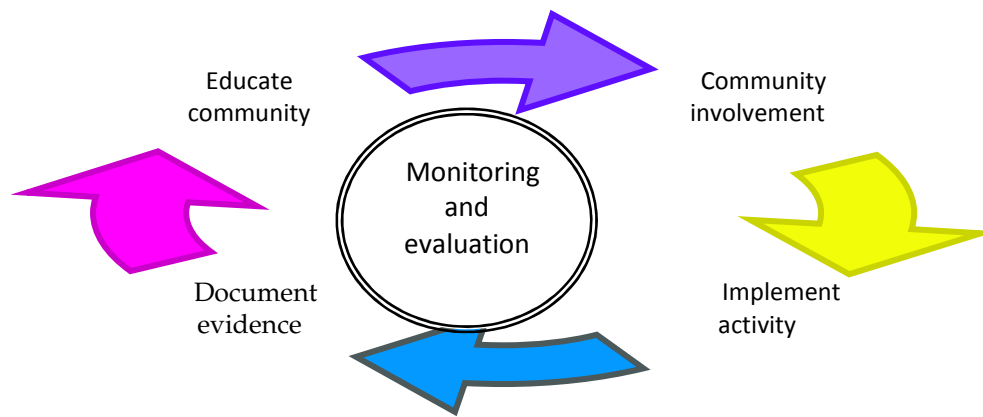 Educate
community
Community
involvement
Monitoring
and
evaluation
Document
evidence
Implement
activity